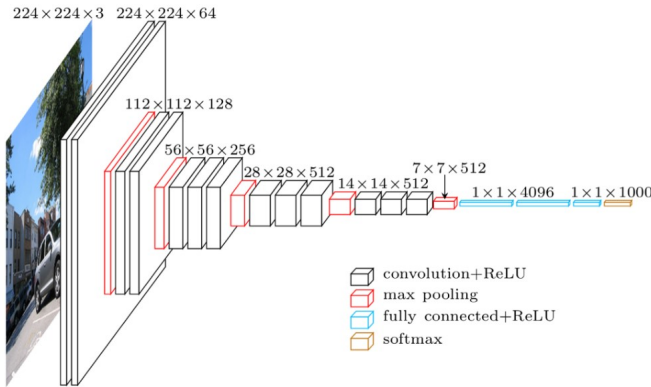 224×224×3 224×224×64
112×112×128
56×56×256
28×28×512
14×14×512
7×7×512
1×1×4096 1×1×1000
convolution+ReLU
max pooling
fully connected+ReLU
softmax